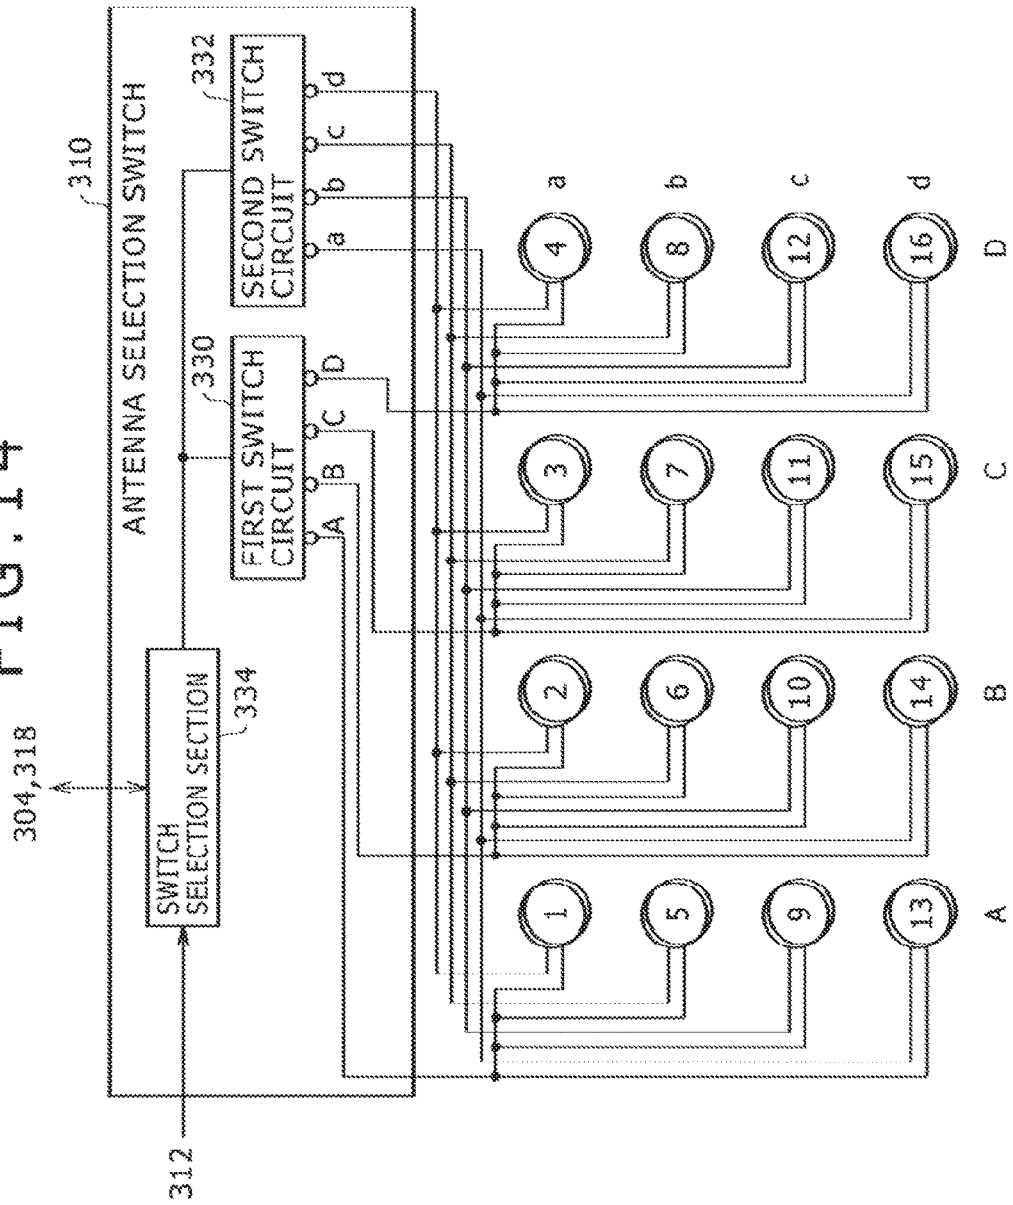 FIG.14
304,318
310
ANTENNA SELECTION SWITCH
312
SWITCH
SELECTION SECTION
334
330
FIRST SWITCH
CIRCUIT
A B C D
332
SECOND SWITCH
CIRCUIT
a b c d
1 2 3 4 a
5 6 7 8 b
9 10 11 12 c
13 14 15 16 d
A B C D